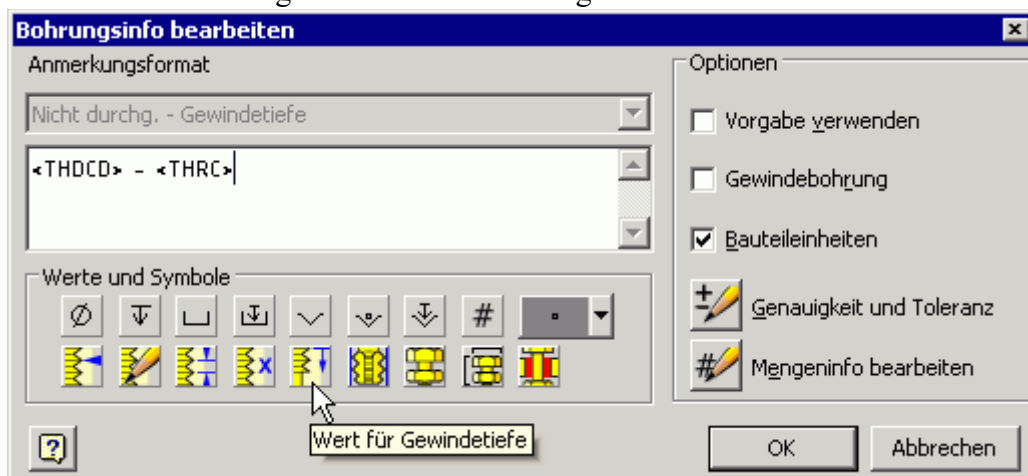 Bohrungsinfo bearbeiten
Anmerkungsformat
Nicht durchg. - Gewindetiefe
<THDCD> - <THRC>
Werte und Symbole
#
Wert für Gewindetiefe
Optionen
Vorgabe verwenden
Gewindebohrung
Bauteileinheiten
Genauigkeit und Toleranz
Mengeninfo bearbeiten
OK Abbrechen